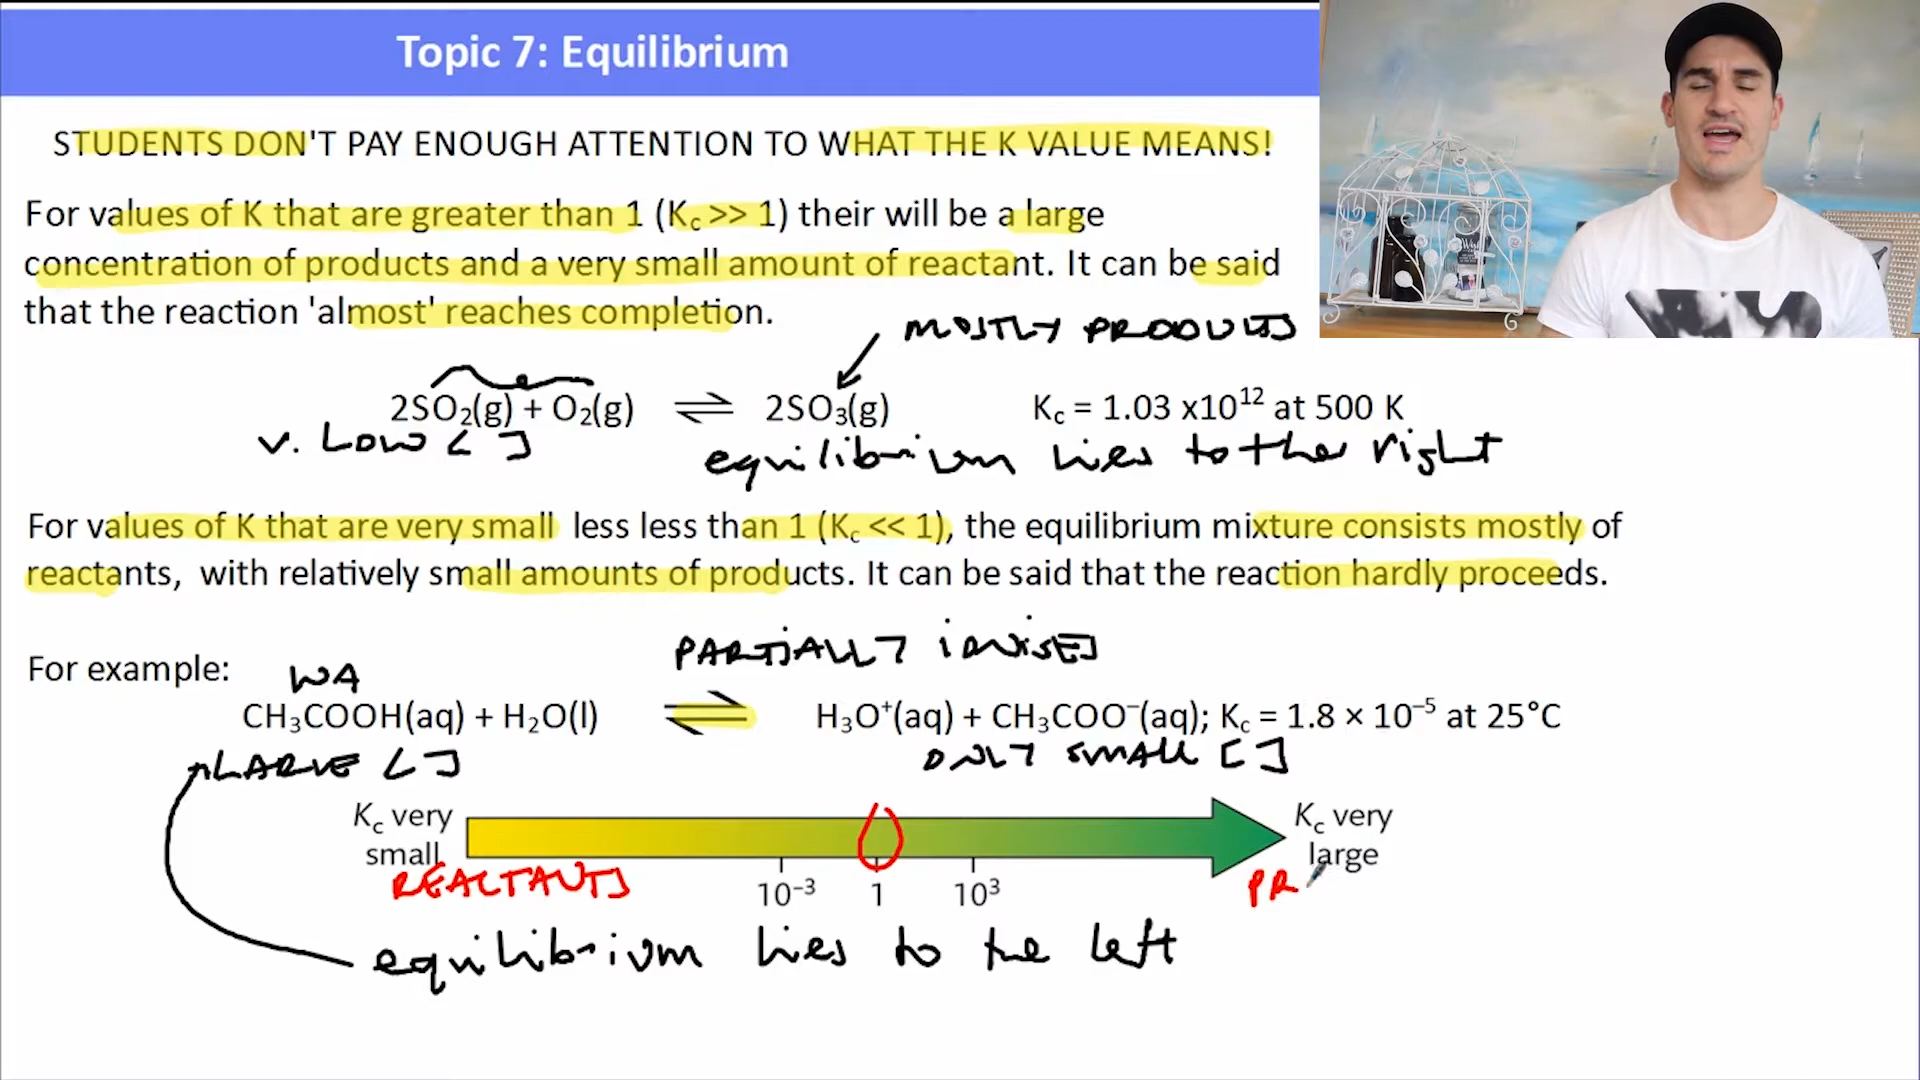 Topic 7: Equilibrium
STUDENTS DON'T PAY ENOUGH ATTENTION TO WHAT THE K VALUE MEANS!
For values of K that are greater than 1 (Kc >> 1) their will be a large
concentration of products and a very small amount of reactant. It can be said
that the reaction 'almost' reaches completion.
MOSTLY PRODUCTS
2SO₂(g) + O₂(g) ⇌ 2SO₃(g) Kc = 1.03 x10¹² at 500 K
v. LOW [ ]
equilibrium lies to the right
For values of K that are very small less less than 1 (Kc << 1), the equilibrium mixture consists mostly of
reactants, with relatively small amounts of products. It can be said that the reaction hardly proceeds.
PARTIALLY iONiSES
For example:
WA
CH₃COOH(aq) + H₂O(l) ⇌ H₃O⁺(aq) + CH₃COO⁻(aq); Kc = 1.8 × 10⁻⁵ at 25°C
LARGE [ ]
ONLY SMALL [ ]
Kc very
small
Kc very
large
REACTANTS
PR
10⁻³ 1 10³
equilibrium lies to the left